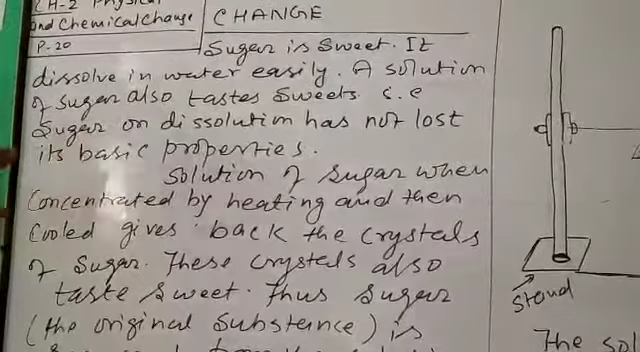 CH-2 Physical
and Chemical Change
P-20
CHANGE
Sugar is Sweet. It
dissolve in water easily. A solution
of sugar also tastes Sweets i.e
Sugar on dissolution has not lost
its basic properties.
Solution of sugar when
Concentrated by heating and then
Cooled gives back the Crystals
of Sugar. These Crystals also
taste sweet. Thus sugar
(the original Substance) is
Stand
The sol